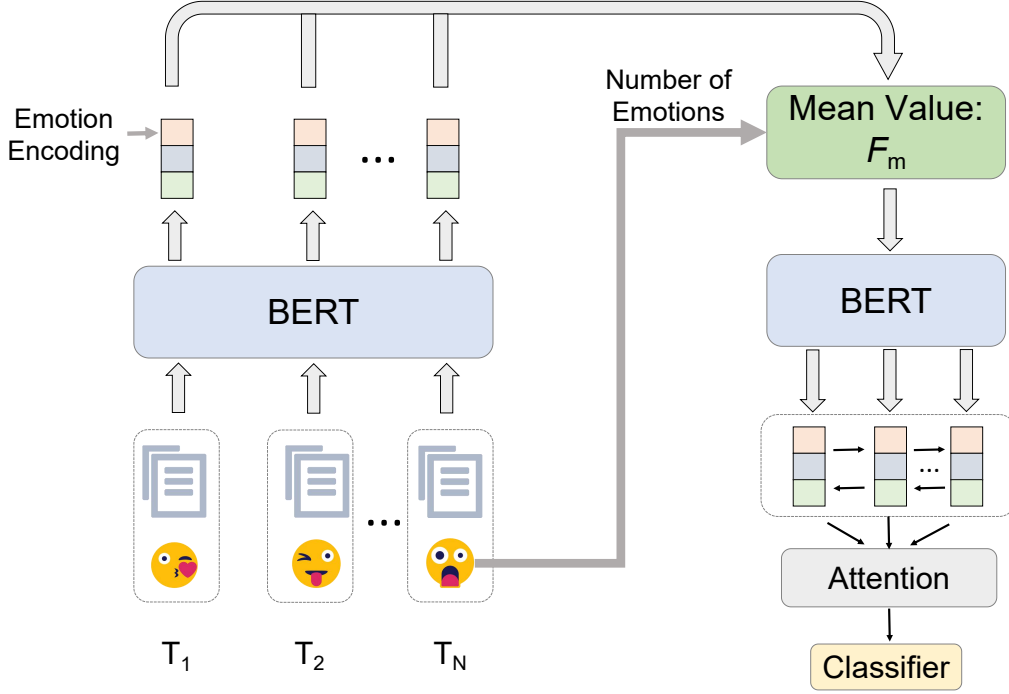 Emotion
Encoding
...
BERT
...
T1
T2
TN
Number of
Emotions
Mean Value:
Fm
BERT
...
Attention
Classifier